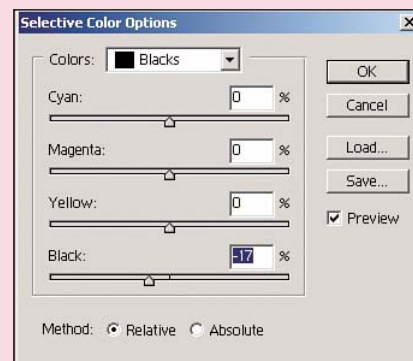 Selective Color Options
Colors: Blacks
Cyan: 0 %
Magenta: 0 %
Yellow: 0 %
Black: -17 %
Method: Relative Absolute
OK
Cancel
Load...
Save...
Preview